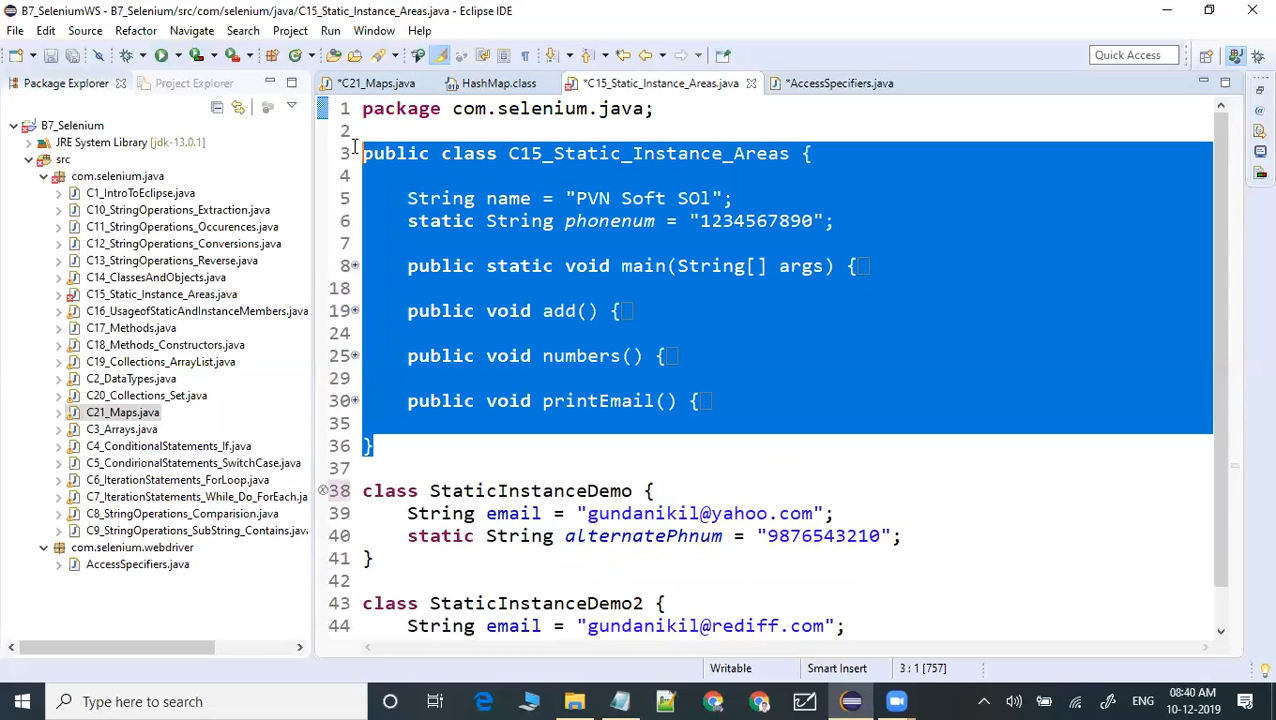 B7_SeleniumWS - B7_Selenium/src/com/selenium/java/C15_Static_Instance_Areas.java - Eclipse IDE
File Edit Source Refactor Navigate Search Project Run Window Help
Quick Access
Package Explorer Project Explorer
*C21_Maps.java HashMap.class *C15_Static_Instance_Areas.java *AccessSpecifiers.java
B7_Selenium
JRE System Library [jdk-13.0.1]
src
com.selenium.java
C1_IntroToEclipse.java
C10_StringOperations_Extraction.java
C11_StringOperations_Occurences.java
C12_StringOperations_Conversions.java
C13_StringOperations_Reverse.java
C14_ClassesAndObjects.java
C15_Static_Instance_Areas.java
C16_UsageofStaticAndInstanceMembers.java
C17_Methods.java
C18_Methods_Constructors.java
C19_Collections_ArrayList.java
C2_DataTypes.java
C20_Collections_Set.java
C21_Maps.java
C3_Arrays.java
C4_ConditionalStatements_If.java
C5_ConririonalStatements_SwitchCase.java
C6_IterationStatements_ForLoop.java
C7_IterationStatements_While_Do_ForEach.java
C8_StringOperations_Comparision.java
C9_StringOperations_SubString_Contains.java
com.selenium.webdriver
AccessSpecifiers.java
1 package com.selenium.java;
2
3 public class C15_Static_Instance_Areas {
4
5 String name = "PVN Soft SOl";
6 static String phonenum = "1234567890";
7
8 public static void main(String[] args) {
18
19 public void add() {
24
25 public void numbers() {
29
30 public void printEmail() {
35
36 }
37
38 class StaticInstanceDemo {
39 String email = "gundanikil@yahoo.com";
40 static String alternatePhnum = "9876543210";
41 }
42
43 class StaticInstanceDemo2 {
44 String email = "gundanikil@rediff.com";
Writable Smart Insert 3 : 1 [757]
Type here to search
ENG
08:40 AM
10-12-2019